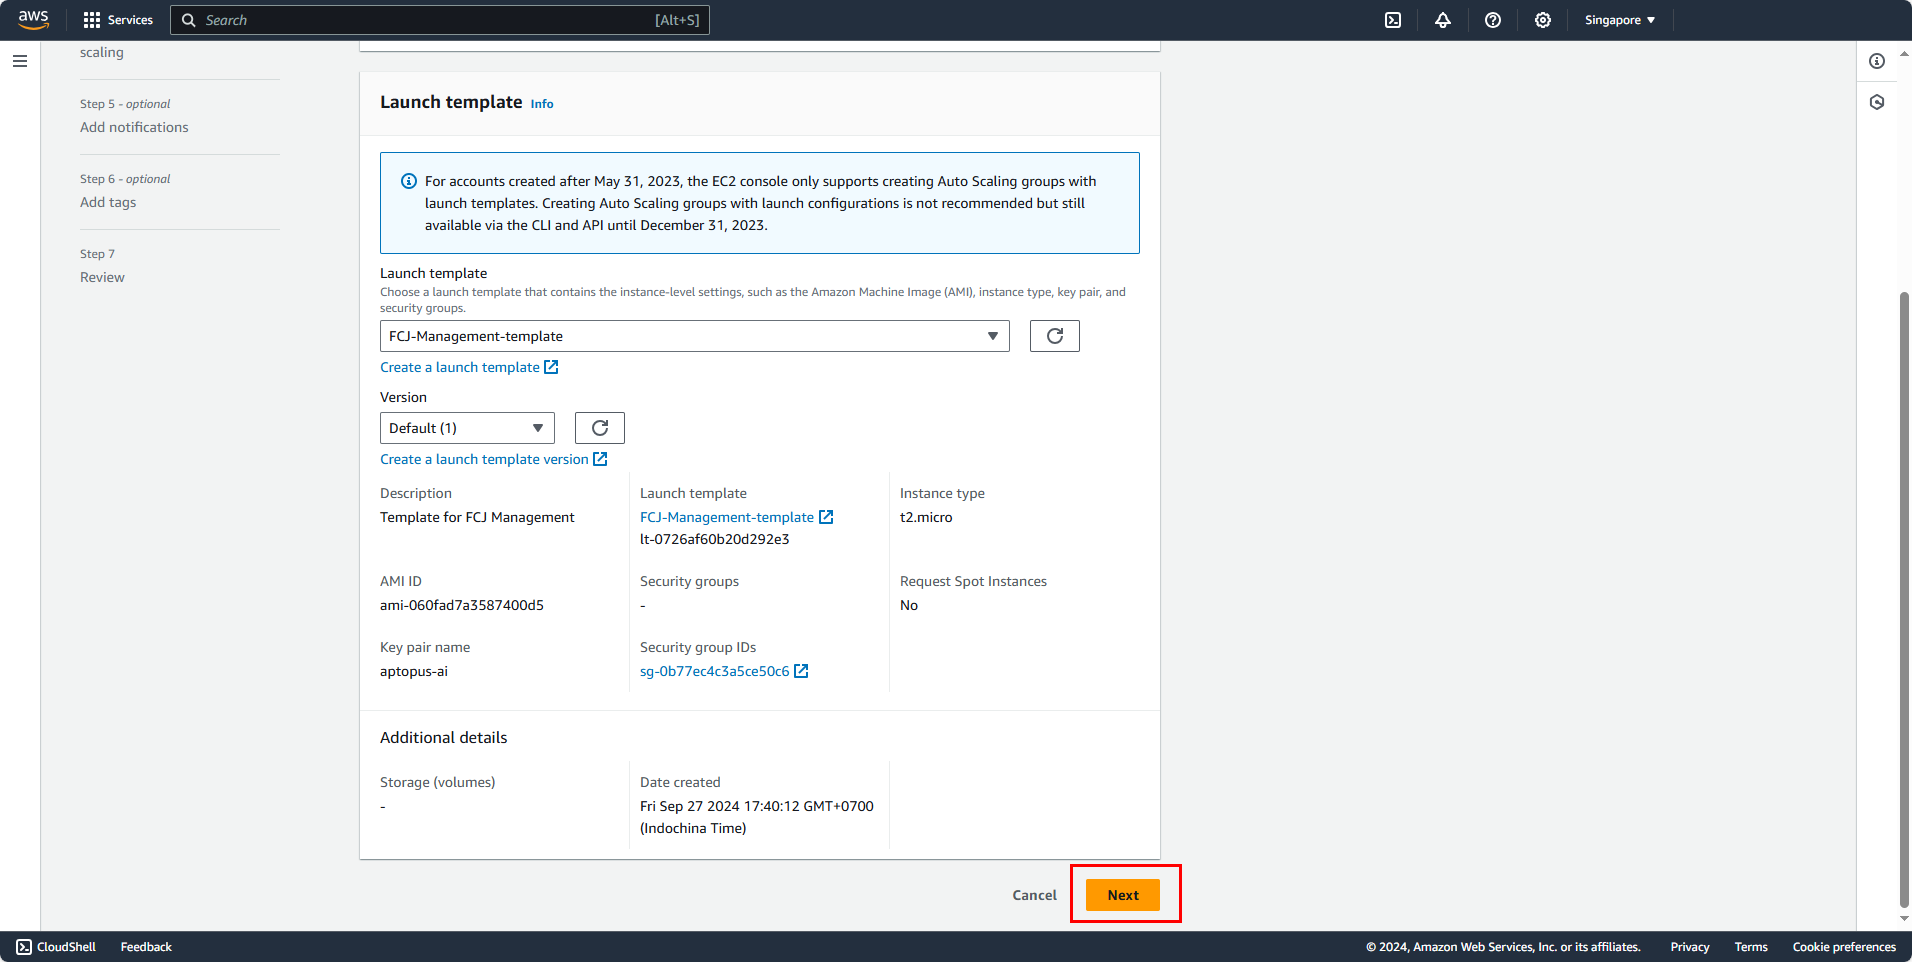 aws
Services
Search [Alt+S]
Singapore
scaling
Step 5 - optional
Add notifications
Step 6 - optional
Add tags
Step 7
Review
Launch template Info
For accounts created after May 31, 2023, the EC2 console only supports creating Auto Scaling groups with
launch templates. Creating Auto Scaling groups with launch configurations is not recommended but still
available via the CLI and API until December 31, 2023.
Launch template
Choose a launch template that contains the instance-level settings, such as the Amazon Machine Image (AMI), instance type, key pair, and
security groups.
FCJ-Management-template
Create a launch template
Version
Default (1)
Create a launch template version
Description
Template for FCJ Management
Launch template
FCJ-Management-template
lt-0726af60b20d292e3
Instance type
t2.micro
AMI ID
ami-060fad7a3587400d5
Security groups
-
Request Spot Instances
No
Key pair name
aptopus-ai
Security group IDs
sg-0b77ec4c3a5ce50c6
Additional details
Storage (volumes)
-
Date created
Fri Sep 27 2024 17:40:12 GMT+0700
(Indochina Time)
Cancel
Next
CloudShell
Feedback
© 2024, Amazon Web Services, Inc. or its affiliates.
Privacy
Terms
Cookie preferences